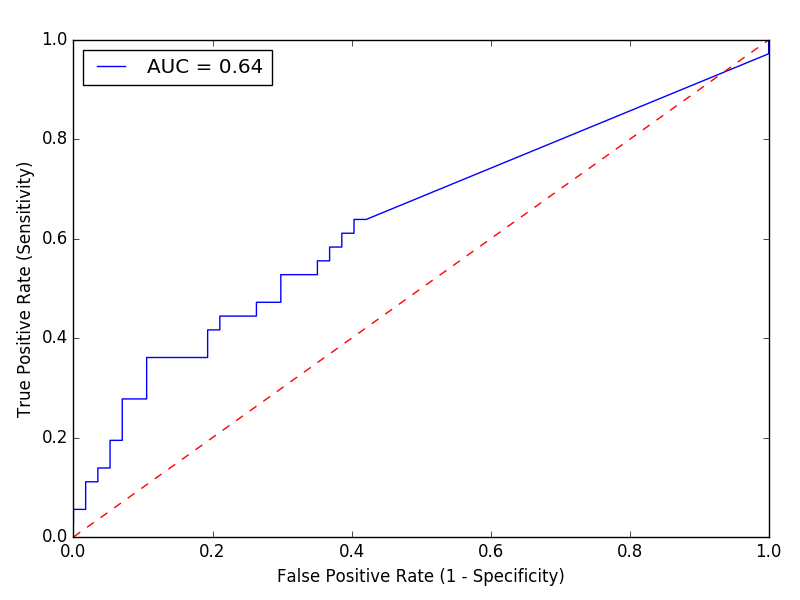 AUC = 0.64
1.0
0.8
0.6
0.4
0.2
0.0
True Positive Rate (Sensitivity)
0.0 0.2 0.4 0.6 0.8 1.0
False Positive Rate (1 - Specificity)